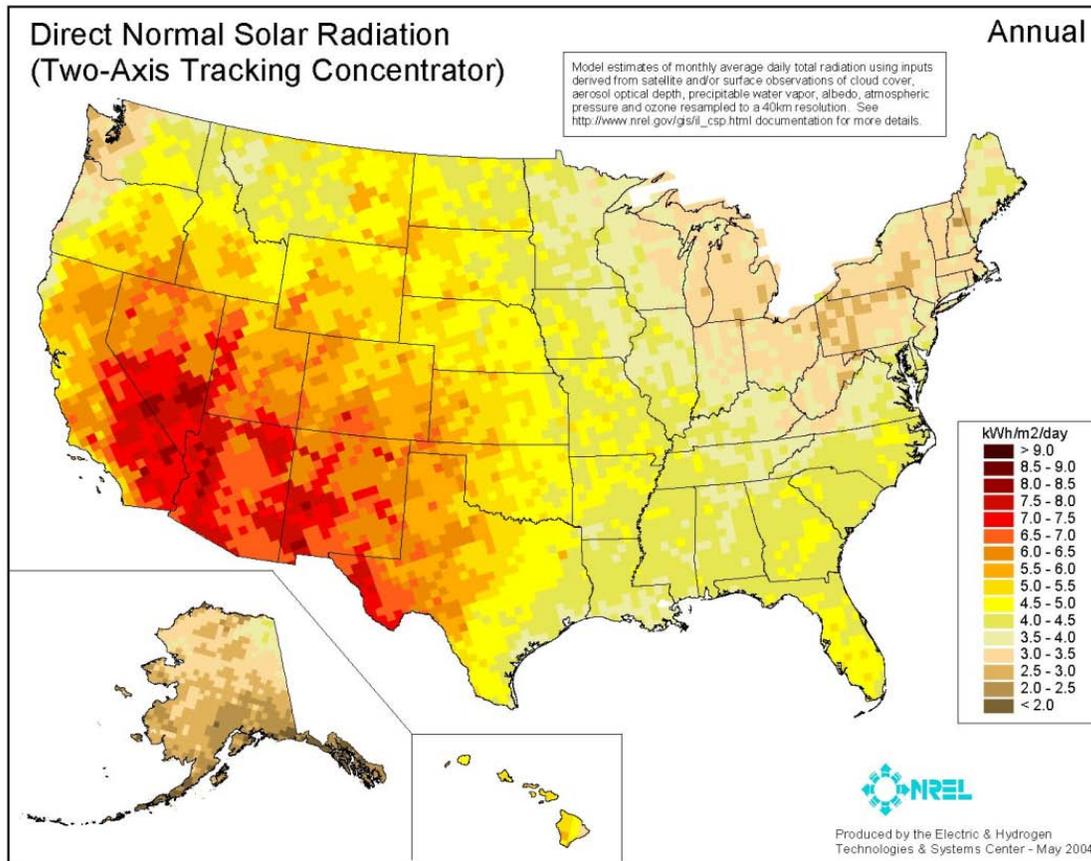 Direct Normal Solar Radiation
(Two-Axis Tracking Concentrator)
Annual
Model estimates of monthly average daily total radiation using inputs
derived from satellite and/or surface observations of cloud cover,
aerosol optical depth, precipitable water vapor, albedo, atmospheric
pressure and ozone resampled to a 40km resolution. See
http://www.nrel.gov/gis/il_csp.html documentation for more details.
kWh/m2/day
> 9.0
8.5 - 9.0
8.0 - 8.5
7.5 - 8.0
7.0 - 7.5
6.5 - 7.0
6.0 - 6.5
5.5 - 6.0
5.0 - 5.5
4.5 - 5.0
4.0 - 4.5
3.5 - 4.0
3.0 - 3.5
2.5 - 3.0
2.0 - 2.5
< 2.0
NREL
Produced by the Electric & Hydrogen
Technologies & Systems Center - May 2004